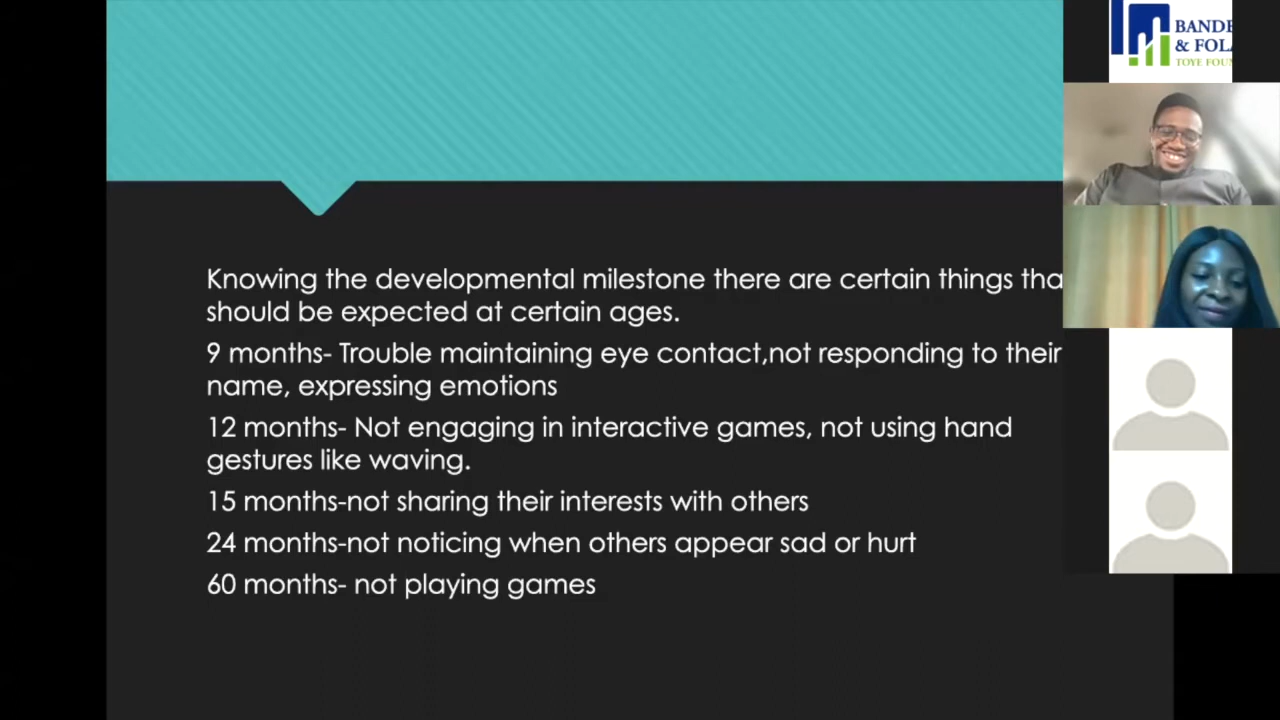 Knowing the developmental milestone there are certain things tha
should be expected at certain ages.
9 months- Trouble maintaining eye contact,not responding to their
name, expressing emotions
12 months- Not engaging in interactive games, not using hand
gestures like waving.
15 months-not sharing their interests with others
24 months-not noticing when others appear sad or hurt
60 months- not playing games
BANDE
& FOL
TOYE FOUN